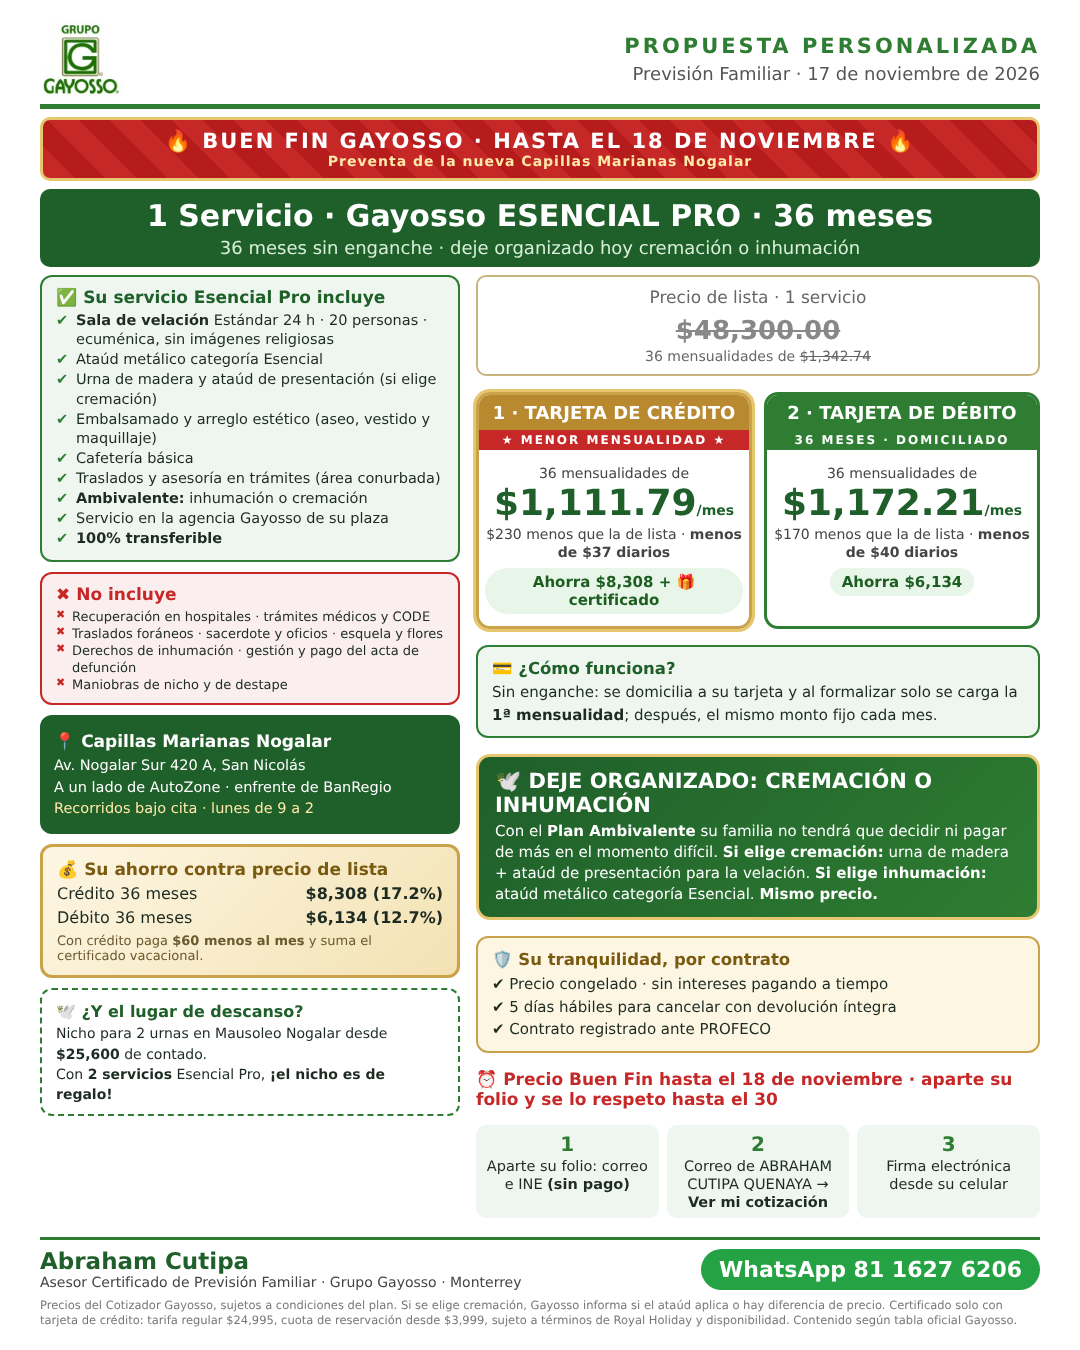 GRUPO
GAYOSSO
PROPUESTA PERSONALIZADA
Previsión Familiar · 17 de noviembre de 2026
🔥 BUEN FIN GAYOSSO · HASTA EL 18 DE NOVIEMBRE 🔥
Preventa de la nueva Capillas Marianas Nogalar
1 Servicio · Gayosso ESENCIAL PRO · 36 meses
36 meses sin enganche · deje organizado hoy cremación o inhumación
✅ Su servicio Esencial Pro incluye
✔ Sala de velación Estándar 24 h · 20 personas ·
ecuménica, sin imágenes religiosas
✔ Ataúd metálico categoría Esencial
✔ Urna de madera y ataúd de presentación (si elige
cremación)
✔ Embalsamado y arreglo estético (aseo, vestido y
maquillaje)
✔ Cafetería básica
✔ Traslados y asesoría en trámites (área conurbada)
✔ Ambivalente: inhumación o cremación
✔ Servicio en la agencia Gayosso de su plaza
✔ 100% transferible
✖ No incluye
✖ Recuperación en hospitales · trámites médicos y CODE
✖ Traslados foráneos · sacerdote y oficios · esquela y flores
✖ Derechos de inhumación · gestión y pago del acta de
defunción
✖ Maniobras de nicho y de destape
📍 Capillas Marianas Nogalar
Av. Nogalar Sur 420 A, San Nicolás
A un lado de AutoZone · enfrente de BanRegio
Recorridos bajo cita · lunes de 9 a 2
💰 Su ahorro contra precio de lista
Crédito 36 meses $8,308 (17.2%)
Débito 36 meses $6,134 (12.7%)
Con crédito paga $60 menos al mes y suma el
certificado vacacional.
🕊️ ¿Y el lugar de descanso?
Nicho para 2 urnas en Mausoleo Nogalar desde
$25,600 de contado.
Con 2 servicios Esencial Pro, ¡el nicho es de
regalo!
Precio de lista · 1 servicio
$48,300.00
36 mensualidades de $1,342.74
1 · TARJETA DE CRÉDITO
★ MENOR MENSUALIDAD ★
36 mensualidades de
$1,111.79/mes
$230 menos que la de lista · menos
de $37 diarios
Ahorra $8,308 + 🎁
certificado
2 · TARJETA DE DÉBITO
36 MESES · DOMICILIADO
36 mensualidades de
$1,172.21/mes
$170 menos que la de lista · menos
de $40 diarios
Ahorra $6,134
💳 ¿Cómo funciona?
Sin enganche: se domicilia a su tarjeta y al formalizar solo se carga la
1ª mensualidad; después, el mismo monto fijo cada mes.
🕊️ DEJE ORGANIZADO: CREMACIÓN O
INHUMACIÓN
Con el Plan Ambivalente su familia no tendrá que decidir ni pagar
de más en el momento difícil. Si elige cremación: urna de madera
+ ataúd de presentación para la velación. Si elige inhumación:
ataúd metálico categoría Esencial. Mismo precio.
🛡️ Su tranquilidad, por contrato
✔ Precio congelado · sin intereses pagando a tiempo
✔ 5 días hábiles para cancelar con devolución íntegra
✔ Contrato registrado ante PROFECO
⏰ Precio Buen Fin hasta el 18 de noviembre · aparte su
folio y se lo respeto hasta el 30
1
Aparte su folio: correo
e INE (sin pago)
2
Correo de ABRAHAM
CUTIPA QUENAYA →
Ver mi cotización
3
Firma electrónica
desde su celular
Abraham Cutipa
Asesor Certificado de Previsión Familiar · Grupo Gayosso · Monterrey
WhatsApp 81 1627 6206
Precios del Cotizador Gayosso, sujetos a condiciones del plan. Si se elige cremación, Gayosso informa si el ataúd aplica o hay diferencia de precio. Certificado solo con
tarjeta de crédito: tarifa regular $24,995, cuota de reservación desde $3,999, sujeto a términos de Royal Holiday y disponibilidad. Contenido según tabla oficial Gayosso.